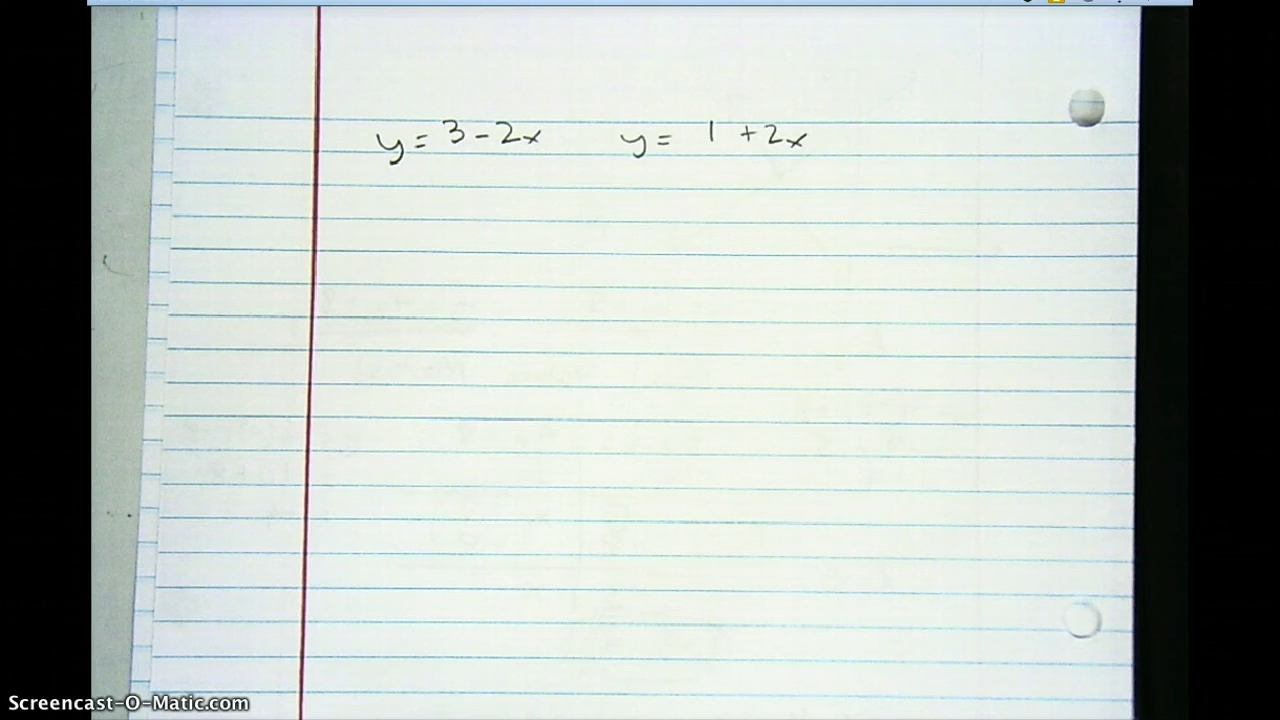 y = 3 - 2x y = 1 + 2x
Screencast-O-Matic.com